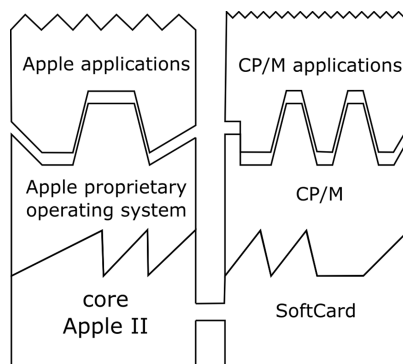 Apple applications
CP/M applications
Apple proprietary
operating system
CP/M
core
Apple II
SoftCard